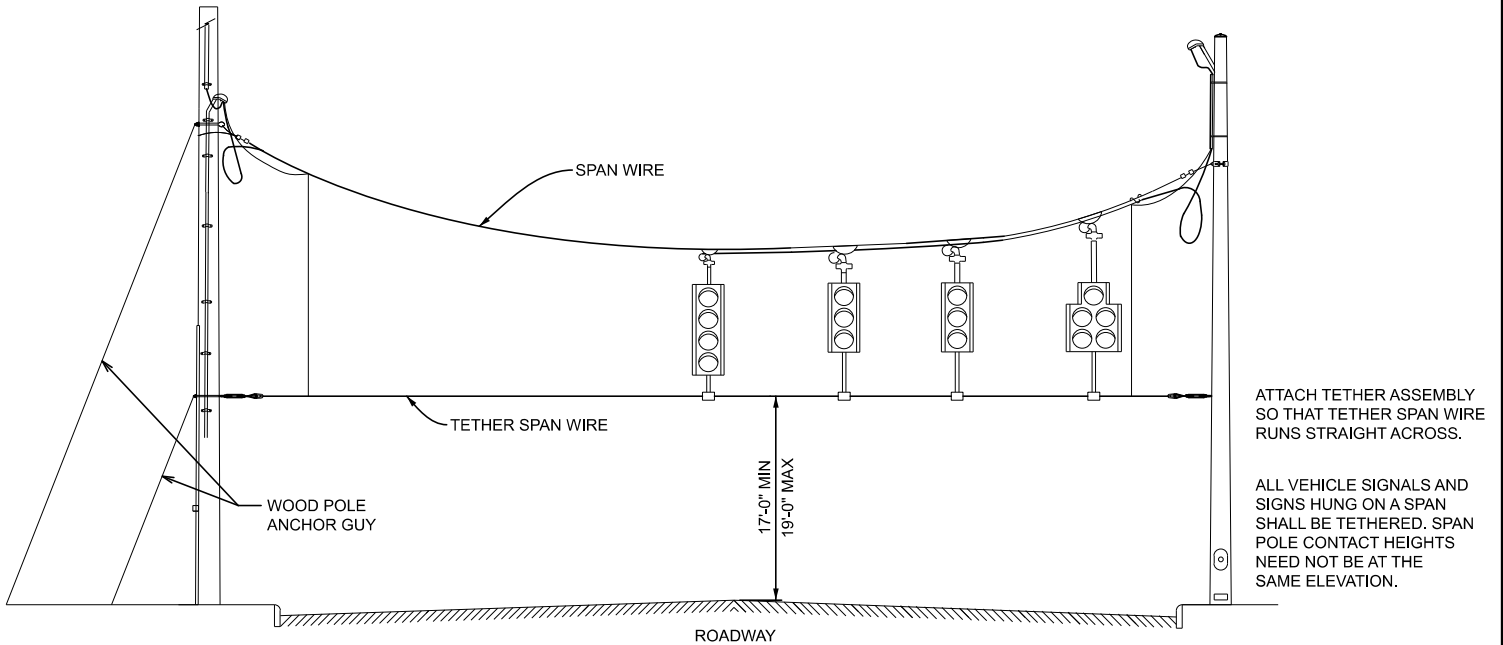 SPAN WIRE
TETHER SPAN WIRE
WOOD POLE
ANCHOR GUY
17'-0" MIN
19'-0" MAX
ATTACH TETHER ASSEMBLY
SO THAT TETHER SPAN WIRE
RUNS STRAIGHT ACROSS.
ALL VEHICLE SIGNALS AND
SIGNS HUNG ON A SPAN
SHALL BE TETHERED. SPAN
POLE CONTACT HEIGHTS
NEED NOT BE AT THE
SAME ELEVATION.
ROADWAY